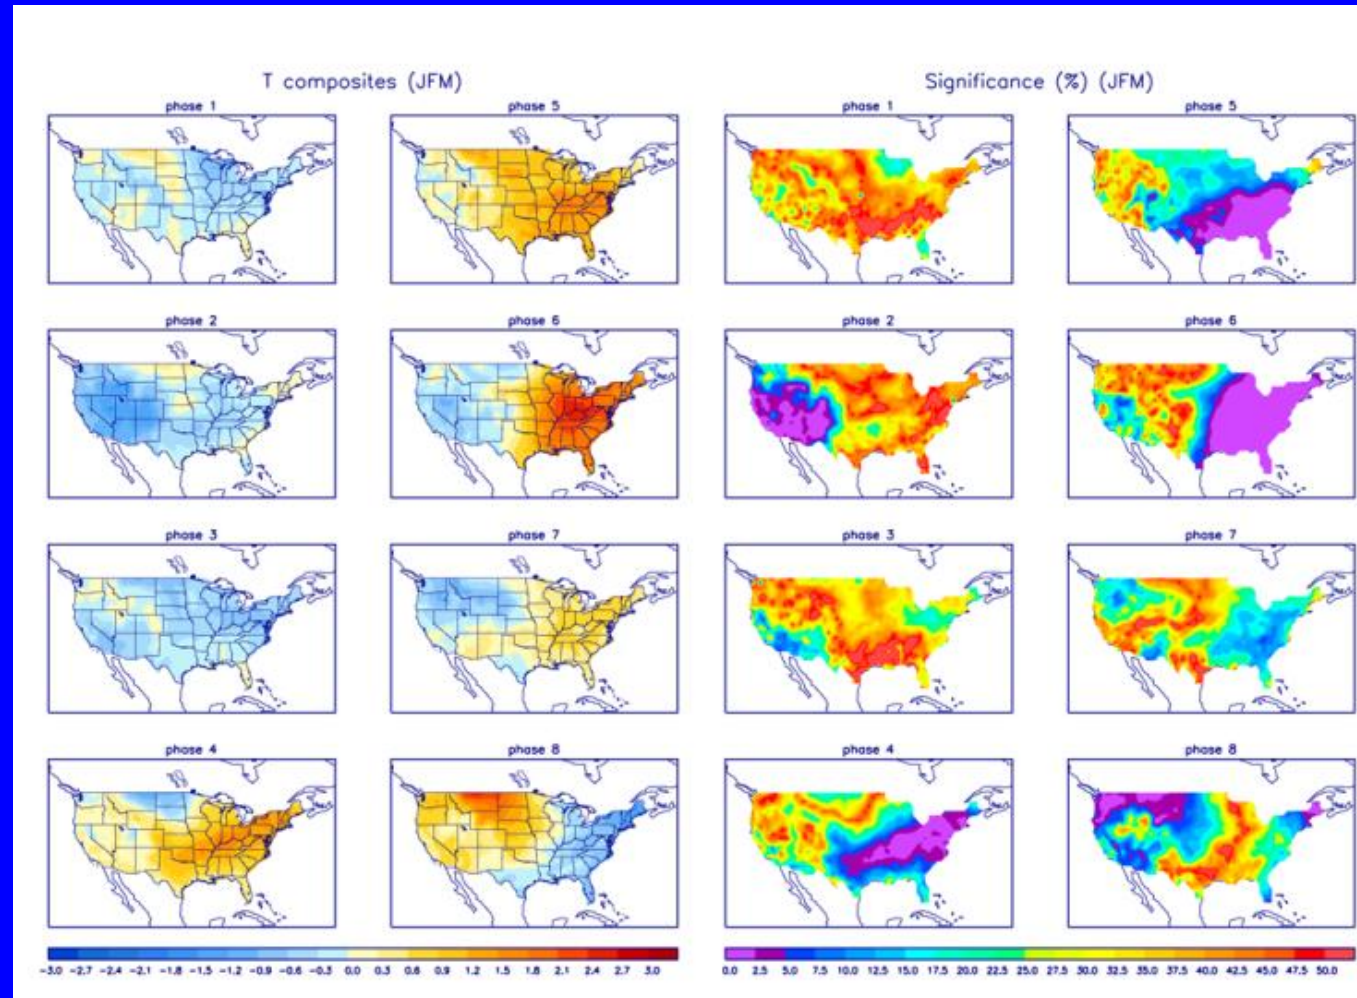 T composites (JFM) Significance (%) (JFM)
phase 1 phase 5 phase 1 phase 5
phase 2 phase 6 phase 2 phase 6
phase 3 phase 7 phase 3 phase 7
phase 4 phase 8 phase 4 phase 8
-3.0 -2.7 -2.4 -2.1 -1.8 -1.5 -1.2 -0.9 -0.6 -0.3 0.0 0.3 0.6 0.9 1.2 1.5 1.8 2.1 2.4 2.7 3.0 0.0 2.5 5.0 7.5 10.0 12.5 15.0 17.5 20.0 22.5 25.0 27.5 30.0 32.5 35.0 37.5 40.0 42.5 45.0 47.5 50.0